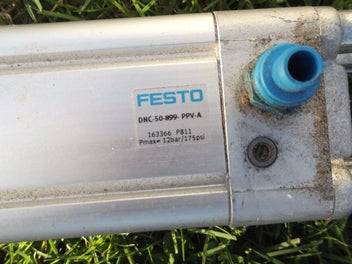 FESTO
DNC-50-899- PPV-A
163366 P811
Pmax= 12bar/175psi